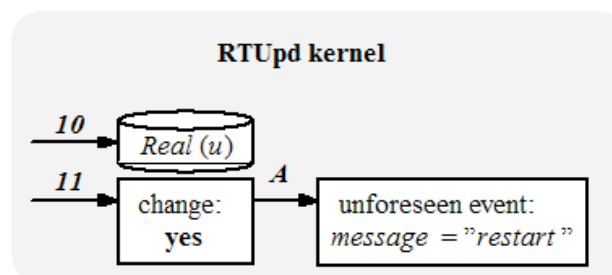 RTUpd kernel
10
Real (u)
11
A
change:
yes
unforeseen event:
message = ”restart ”